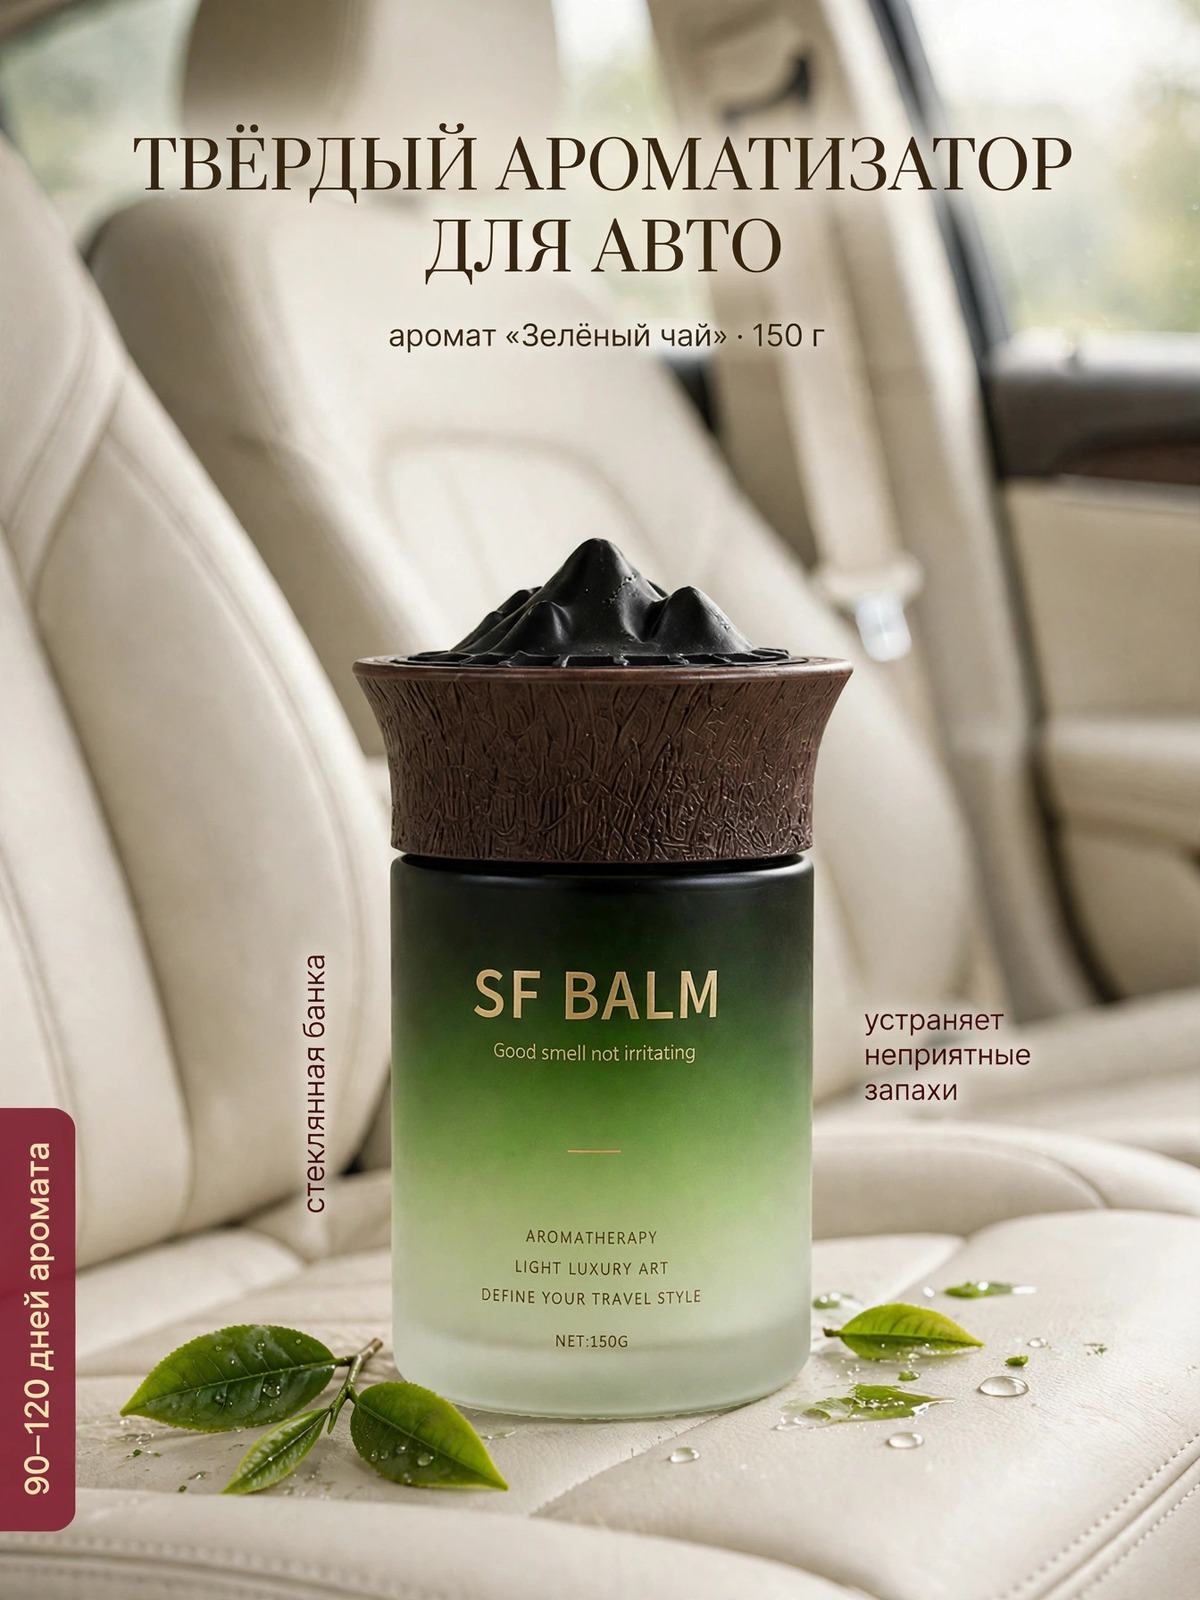 ТВЁРДЫЙ АРОМАТИЗАТОР
ДЛЯ АВТО
аромат «Зелёный чай» · 150 г
SF BALM
Good smell not irritating
AROMATHERAPY
LIGHT LUXURY ART
DEFINE YOUR TRAVEL STYLE
NET:150G
стеклянная банка
устраняет
неприятные
запахи
90–120 дней аромата